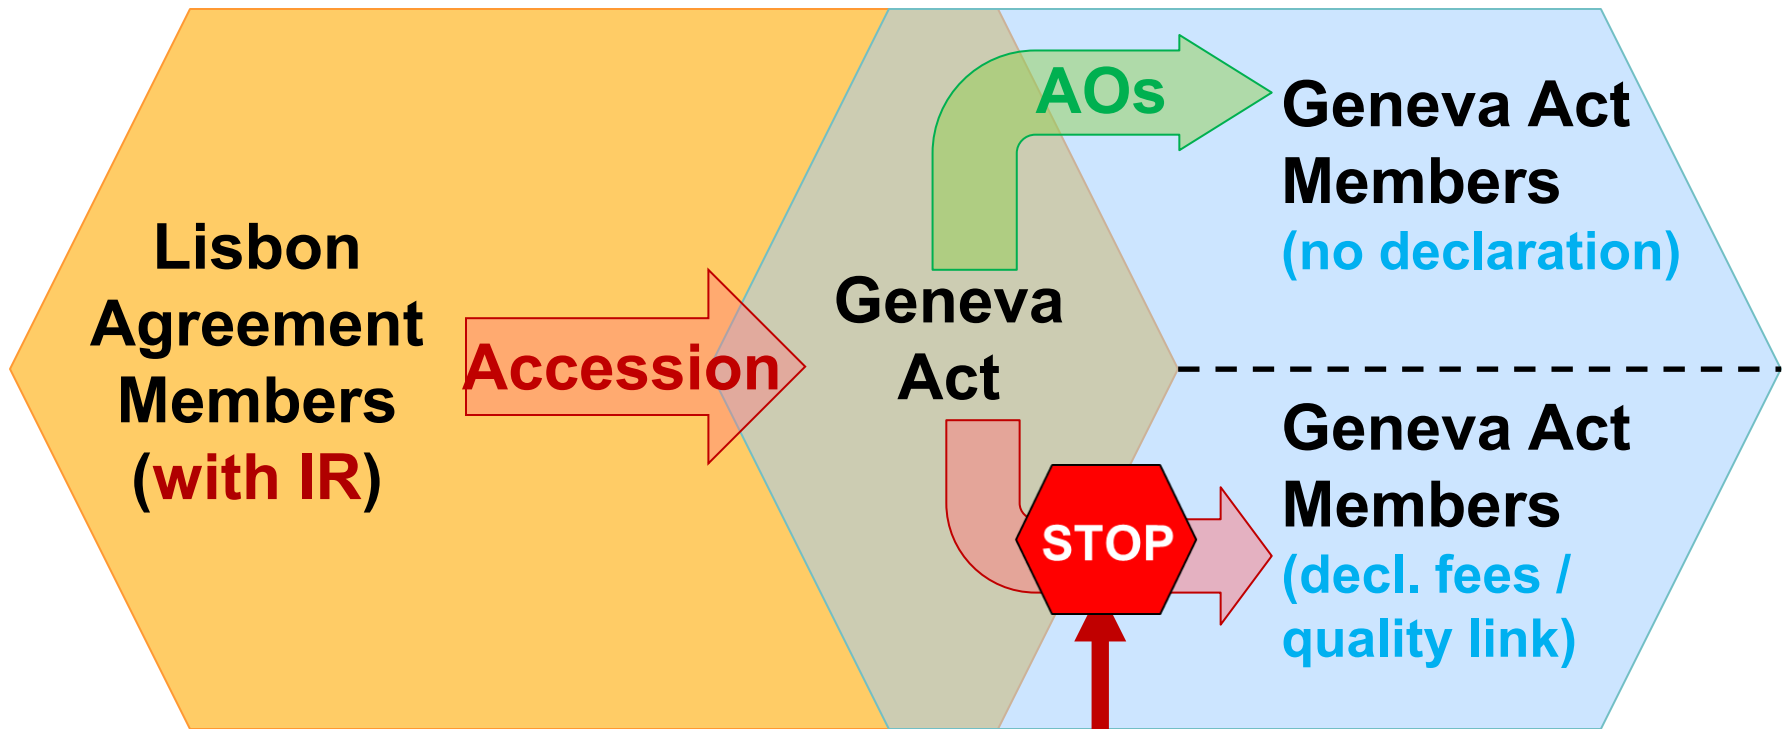 Lisbon
Agreement
Members
(with IR)
Accession
Geneva
Act
AOs
Geneva Act
Members
(no declaration)
STOP
Geneva Act
Members
(decl. fees /
quality link)